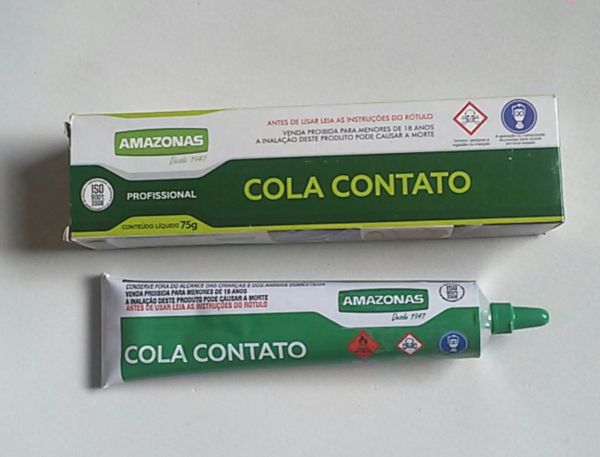 ANTES DE USAR LEIA AS INSTRUÇÕES DO RÓTULO
VENDA PROIBIDA PARA MENORES DE 18 ANOS
A INALAÇÃO DESTE PRODUTO PODE CAUSAR A MORTE
AMAZONAS
Desde 1947
ISO
9001
2008
PROFISSIONAL
COLA CONTATO
CONTEÚDO LÍQUIDO 75g
CONSERVE FORA DO ALCANCE DAS CRIANÇAS E DOS ANIMAIS DOMÉSTICOS
VENDA PROIBIDA PARA MENORES DE 18 ANOS
A INALAÇÃO DESTE PRODUTO PODE CAUSAR A MORTE
ANTES DE USAR LEIA AS INSTRUÇÕES DO RÓTULO
AMAZONAS
Desde 1947
COLA CONTATO